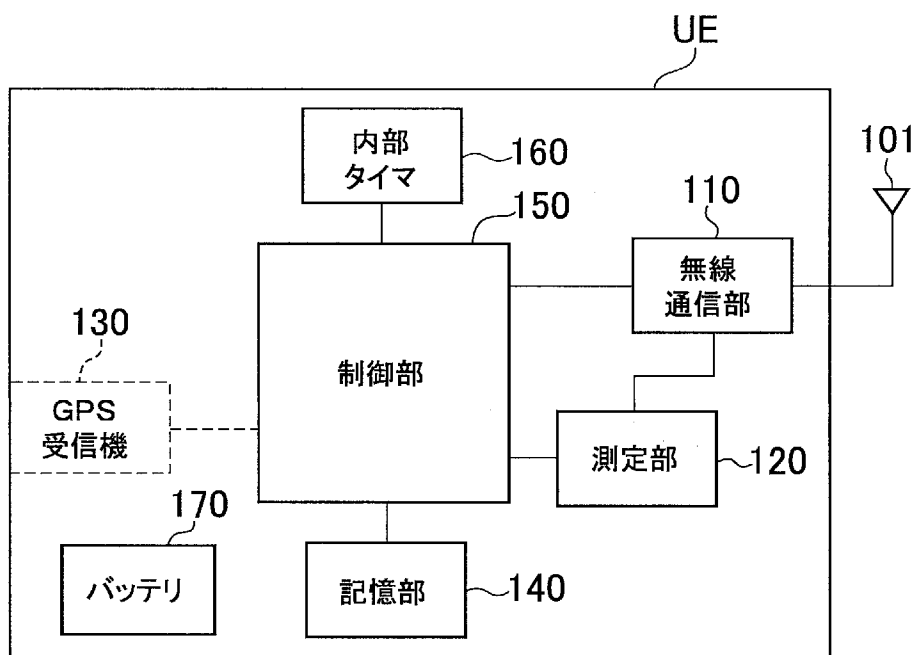 UE
101
内部
タイマ
160
150
110
無線
通信部
130
GPS
受信機
制御部
測定部
120
170
バッテリ
記憶部
140